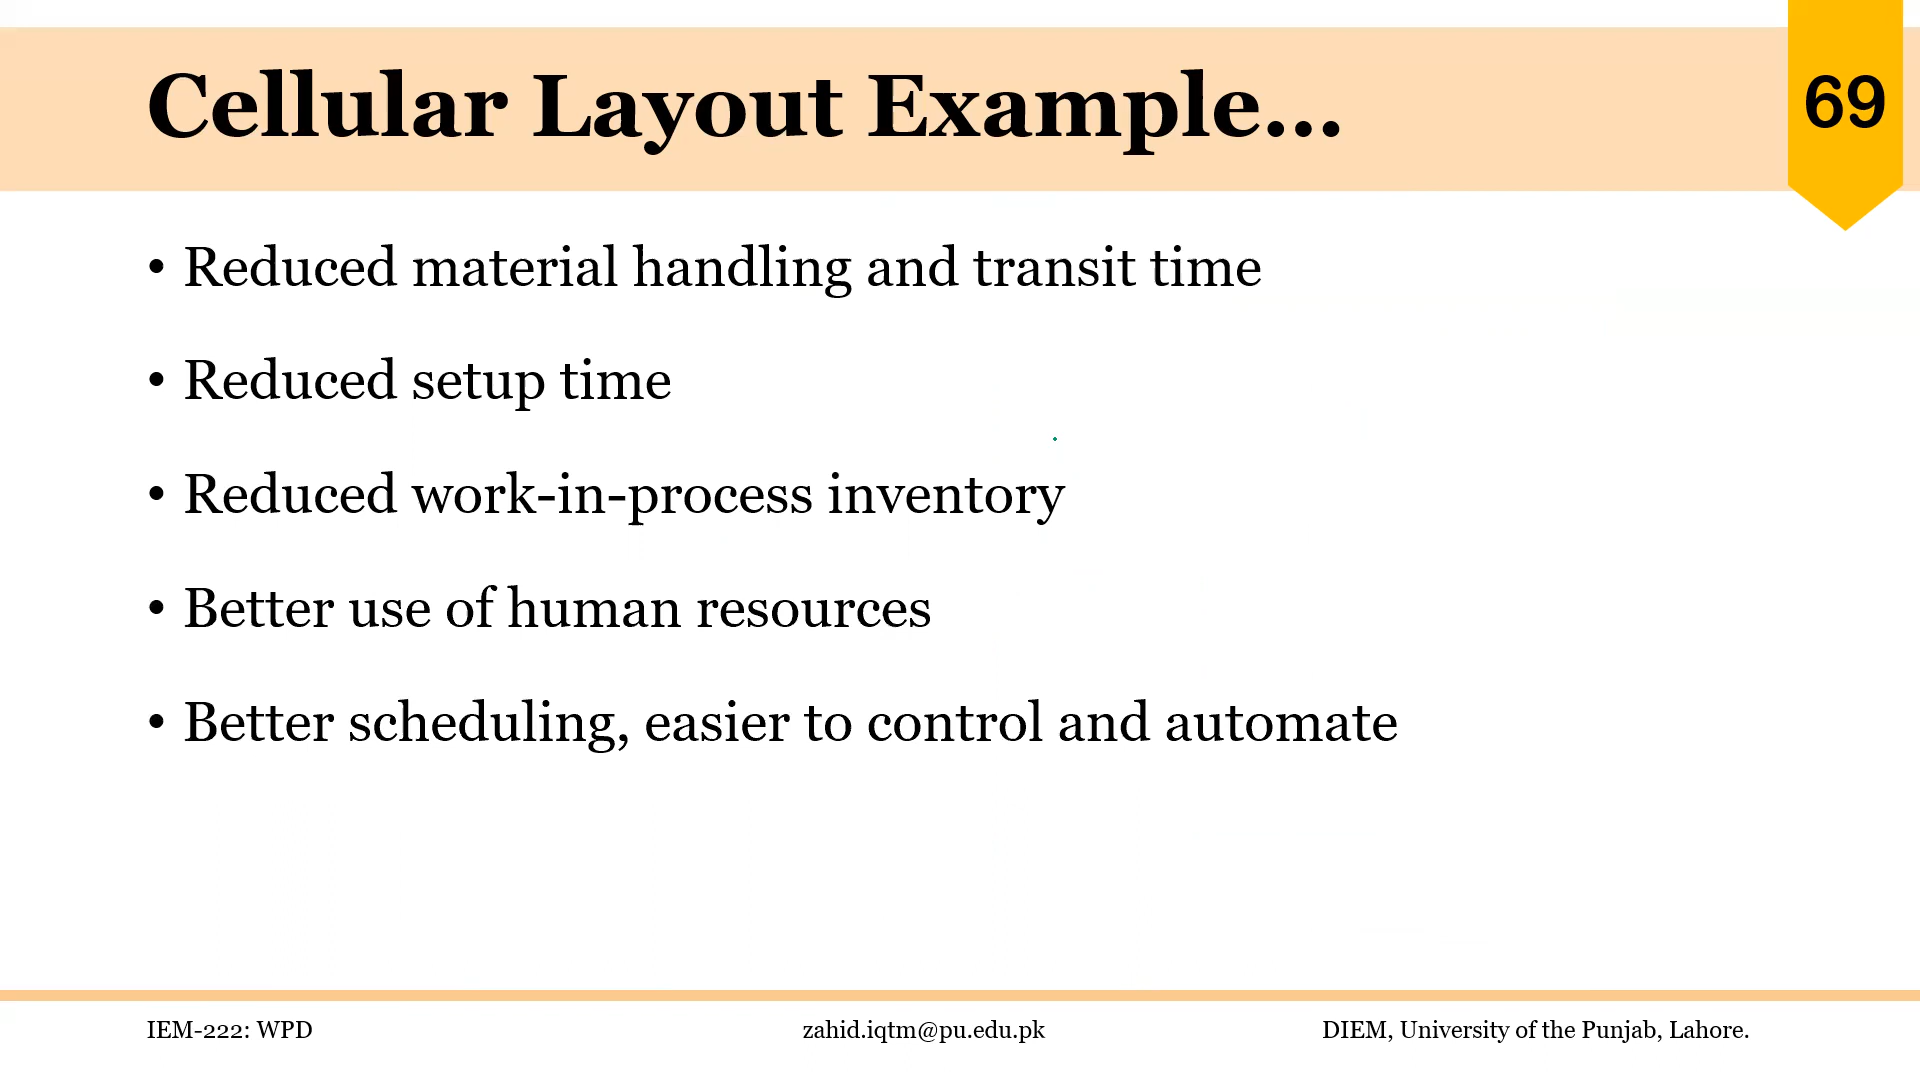 Cellular Layout Example...
69
• Reduced material handling and transit time
• Reduced setup time
• Reduced work-in-process inventory
• Better use of human resources
• Better scheduling, easier to control and automate
IEM-222: WPD
zahid.iqtm@pu.edu.pk
DIEM, University of the Punjab, Lahore.